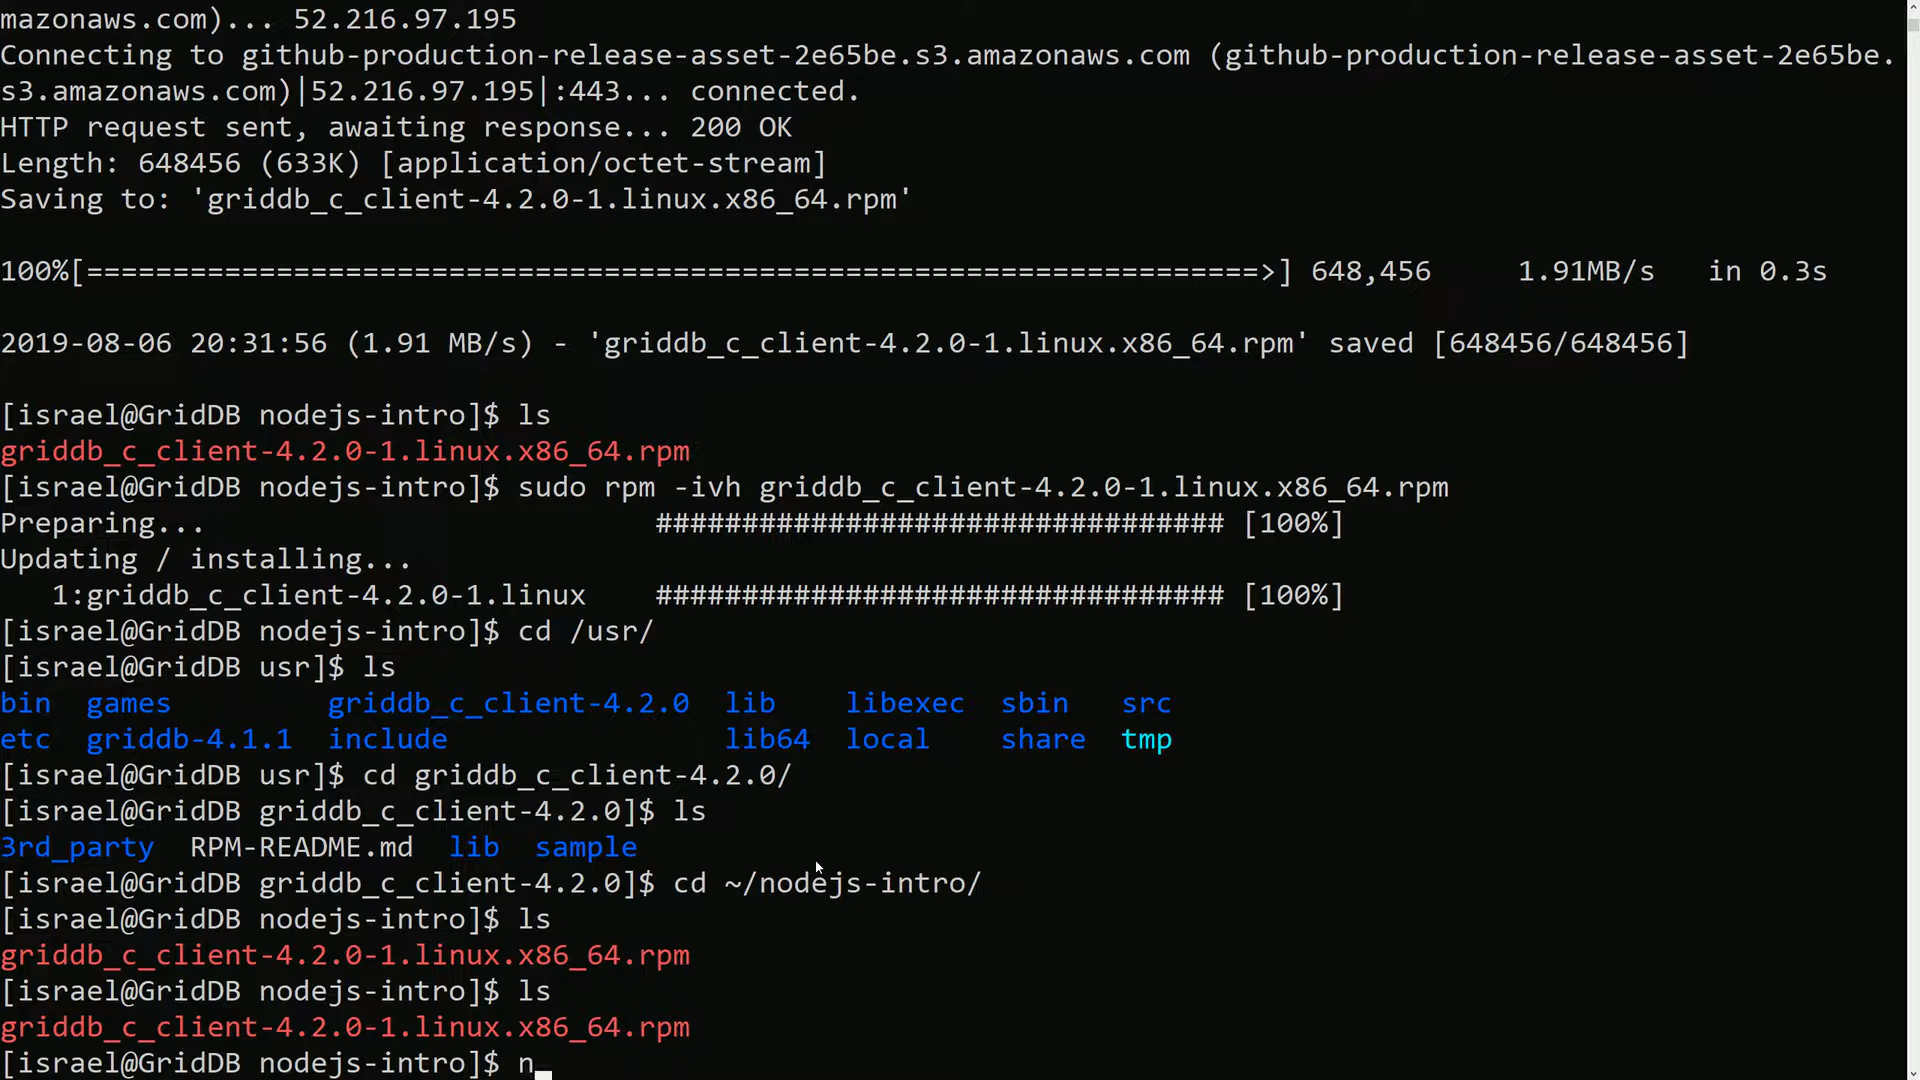 mazonaws.com)... 52.216.97.195
Connecting to github-production-release-asset-2e65be.s3.amazonaws.com (github-production-release-asset-2e65be.
s3.amazonaws.com)|52.216.97.195|:443... connected.
HTTP request sent, awaiting response... 200 OK
Length: 648456 (633K) [application/octet-stream]
Saving to: 'griddb_c_client-4.2.0-1.linux.x86_64.rpm'
100%[====================================================================>] 648,456     1.91MB/s   in 0.3s
2019-08-06 20:31:56 (1.91 MB/s) - 'griddb_c_client-4.2.0-1.linux.x86_64.rpm' saved [648456/648456]
[israel@GridDB nodejs-intro]$ ls
griddb_c_client-4.2.0-1.linux.x86_64.rpm
[israel@GridDB nodejs-intro]$ sudo rpm -ivh griddb_c_client-4.2.0-1.linux.x86_64.rpm
Preparing...                          ################################# [100%]
Updating / installing...
   1:griddb_c_client-4.2.0-1.linux    ################################# [100%]
[israel@GridDB nodejs-intro]$ cd /usr/
[israel@GridDB usr]$ ls
bin  games         griddb_c_client-4.2.0  lib    libexec  sbin   src
etc  griddb-4.1.1  include                lib64  local    share  tmp
[israel@GridDB usr]$ cd griddb_c_client-4.2.0/
[israel@GridDB griddb_c_client-4.2.0]$ ls
3rd_party  RPM-README.md  lib  sample
[israel@GridDB griddb_c_client-4.2.0]$ cd ~/nodejs-intro/
[israel@GridDB nodejs-intro]$ ls
griddb_c_client-4.2.0-1.linux.x86_64.rpm
[israel@GridDB nodejs-intro]$ ls
griddb_c_client-4.2.0-1.linux.x86_64.rpm
[israel@GridDB nodejs-intro]$ n